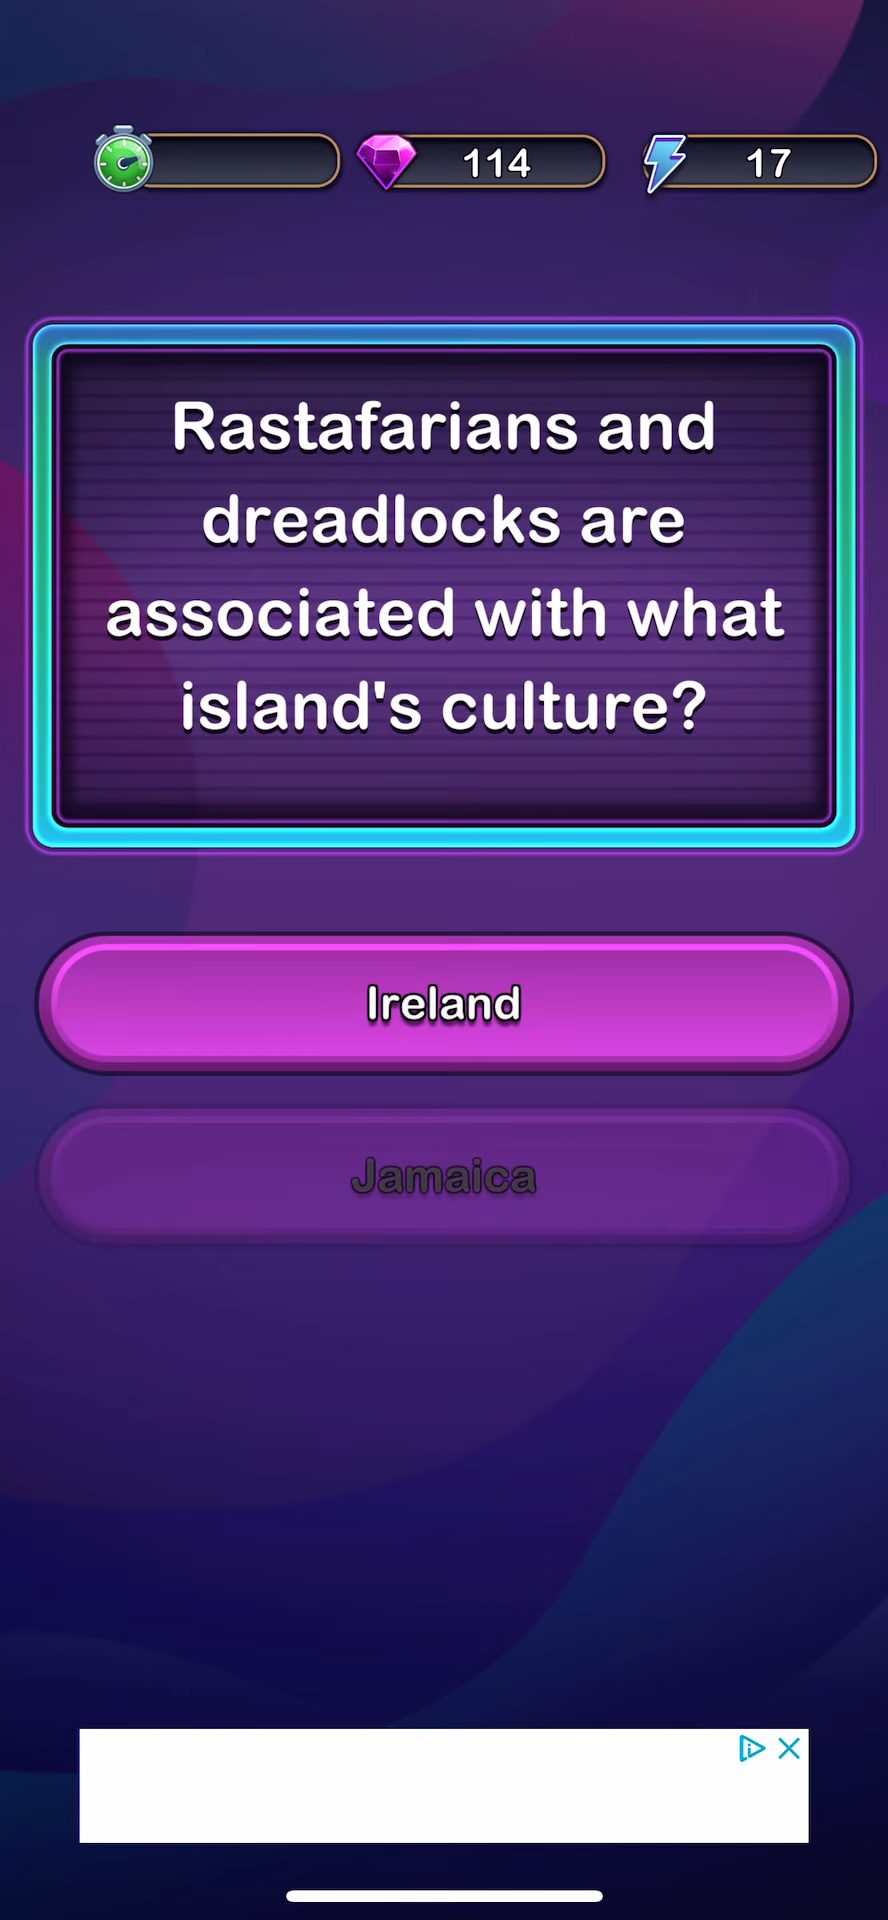 114
17
Rastafarians and
dreadlocks are
associated with what
island's culture?
Ireland
Jamaica